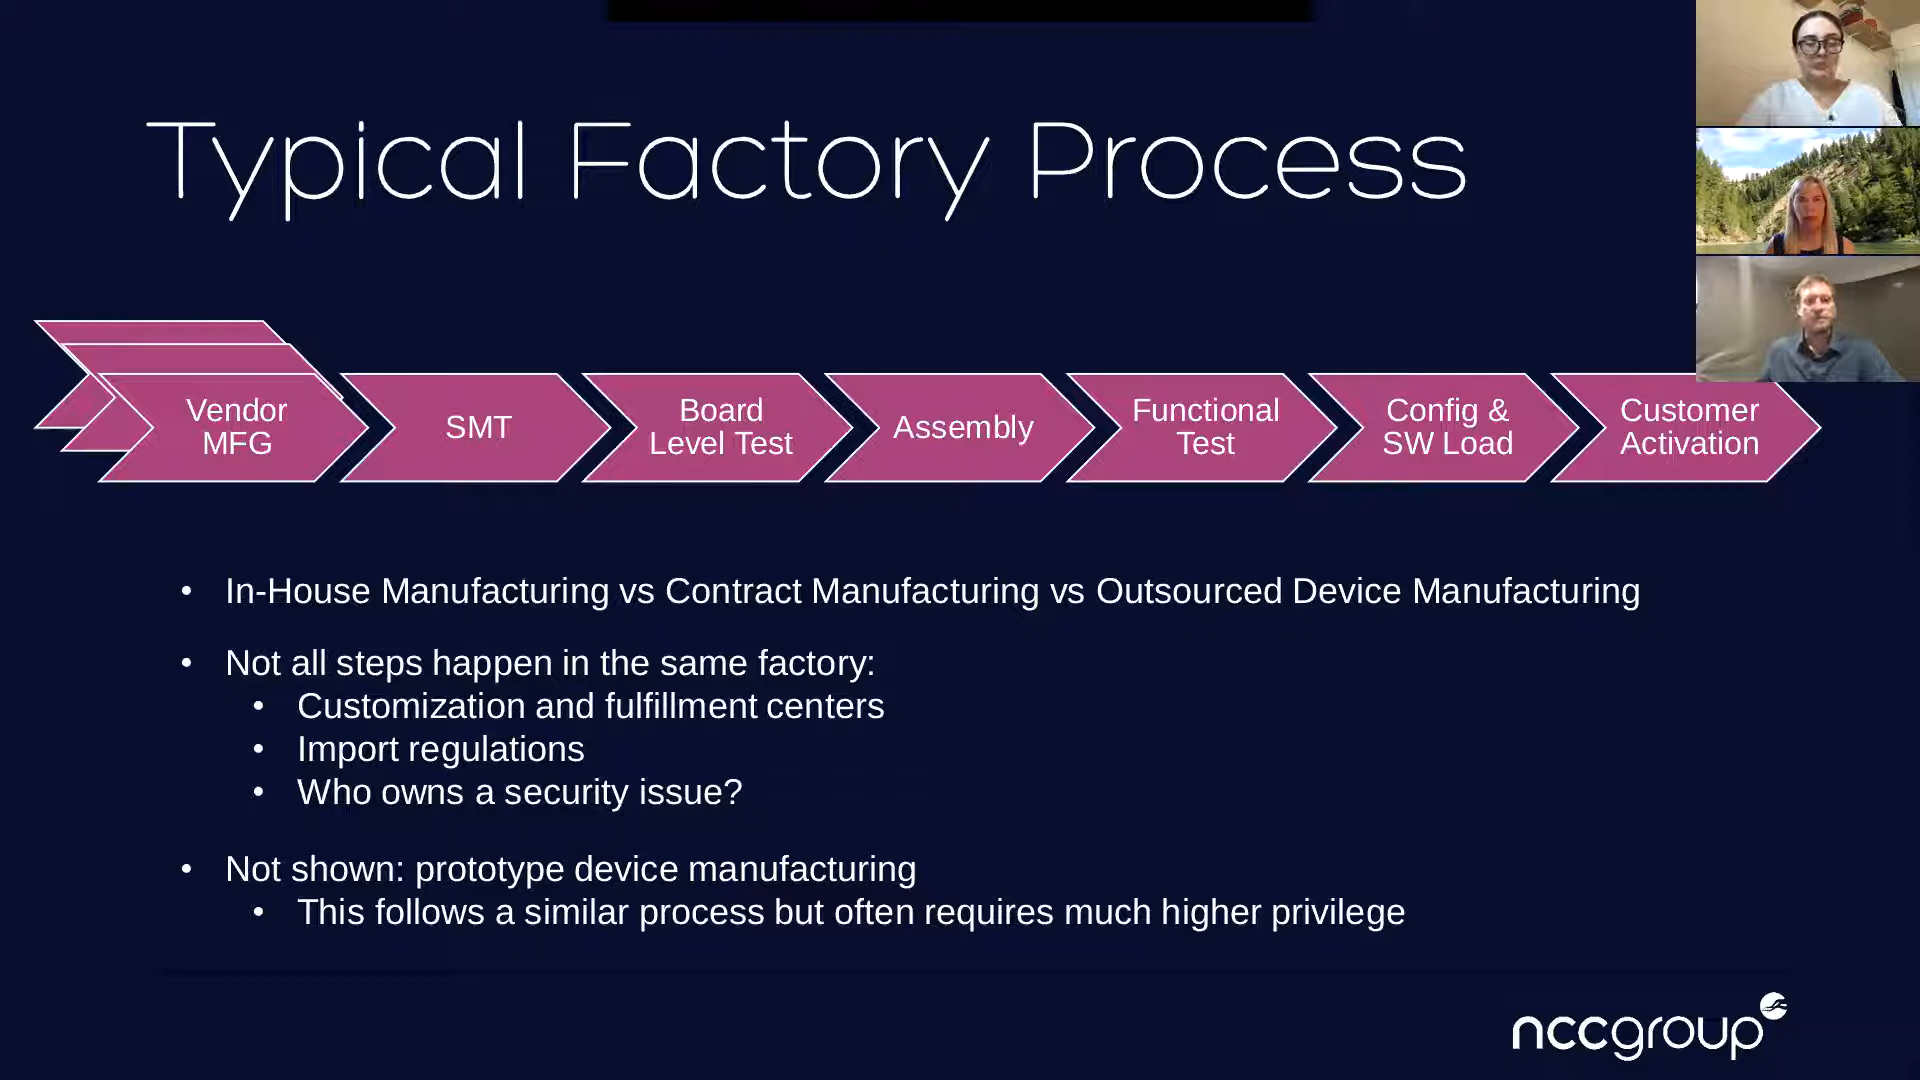 Typical Factory Process
Vendor
MFG
SMT
Board
Level Test
Assembly
Functional
Test
Config &
SW Load
Customer
Activation
• In-House Manufacturing vs Contract Manufacturing vs Outsourced Device Manufacturing
• Not all steps happen in the same factory:
• Customization and fulfillment centers
• Import regulations
• Who owns a security issue?
• Not shown: prototype device manufacturing
• This follows a similar process but often requires much higher privilege
nccgroup